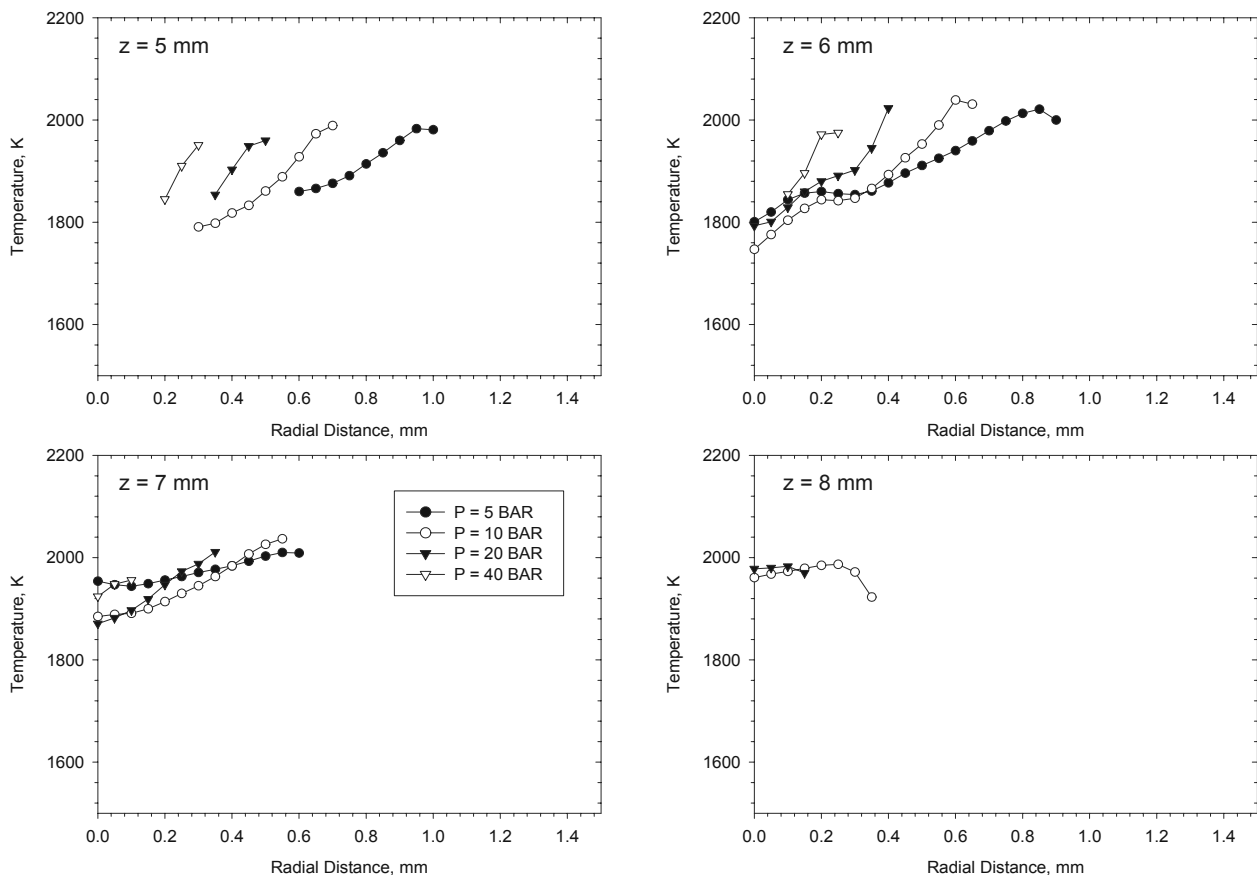 z = 5 mm
2200
2000
1800
1600
Temperature, K
0.0 0.2 0.4 0.6 0.8 1.0 1.2 1.4
Radial Distance, mm
z = 6 mm
2200
2000
1800
1600
Temperature, K
0.0 0.2 0.4 0.6 0.8 1.0 1.2 1.4
Radial Distance, mm
z = 7 mm
2200
2000
1800
1600
Temperature, K
P = 5 BAR
P = 10 BAR
P = 20 BAR
P = 40 BAR
0.0 0.2 0.4 0.6 0.8 1.0 1.2 1.4
Radial Distance, mm
z = 8 mm
2200
2000
1800
1600
Temperature, K
0.0 0.2 0.4 0.6 0.8 1.0 1.2 1.4
Radial Distance, mm